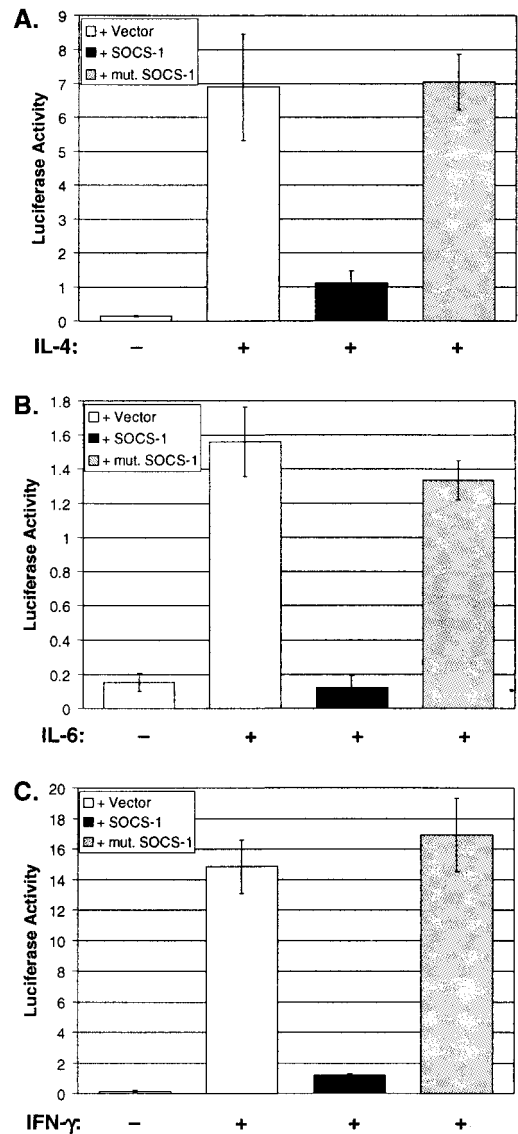 A.
+ Vector
+ SOCS-1
+ mut. SOCS-1
Luciferase Activity
9
8
7
6
5
4
3
2
1
0
IL-4: – + + +
B.
+ Vector
+ SOCS-1
+ mut. SOCS-1
Luciferase Activity
1.8
1.6
1.4
1.2
1
0.8
0.6
0.4
0.2
0
IL-6: – + + +
C.
+ Vector
+ SOCS-1
+ mut. SOCS-1
Luciferase Activity
20
18
16
14
12
10
8
6
4
2
0
IFN-γ: – + + +